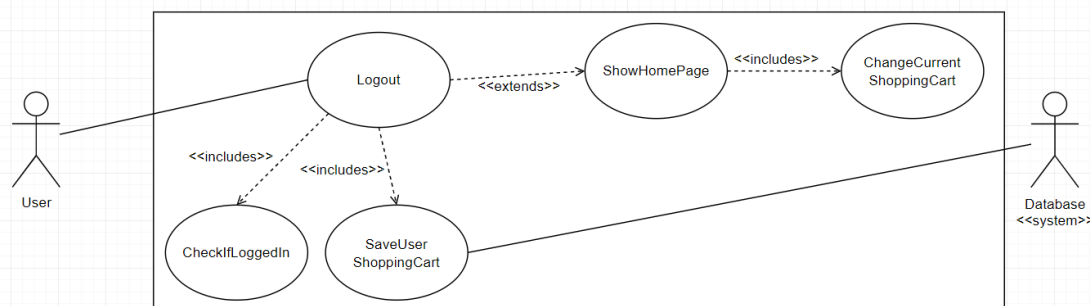 Logout
<<extends>>
ShowHomePage
<<includes>>
ChangeCurrent
ShoppingCart
<<includes>>
<<includes>>
User
CheckIfLoggedIn
SaveUser
ShoppingCart
Database
<<system>>